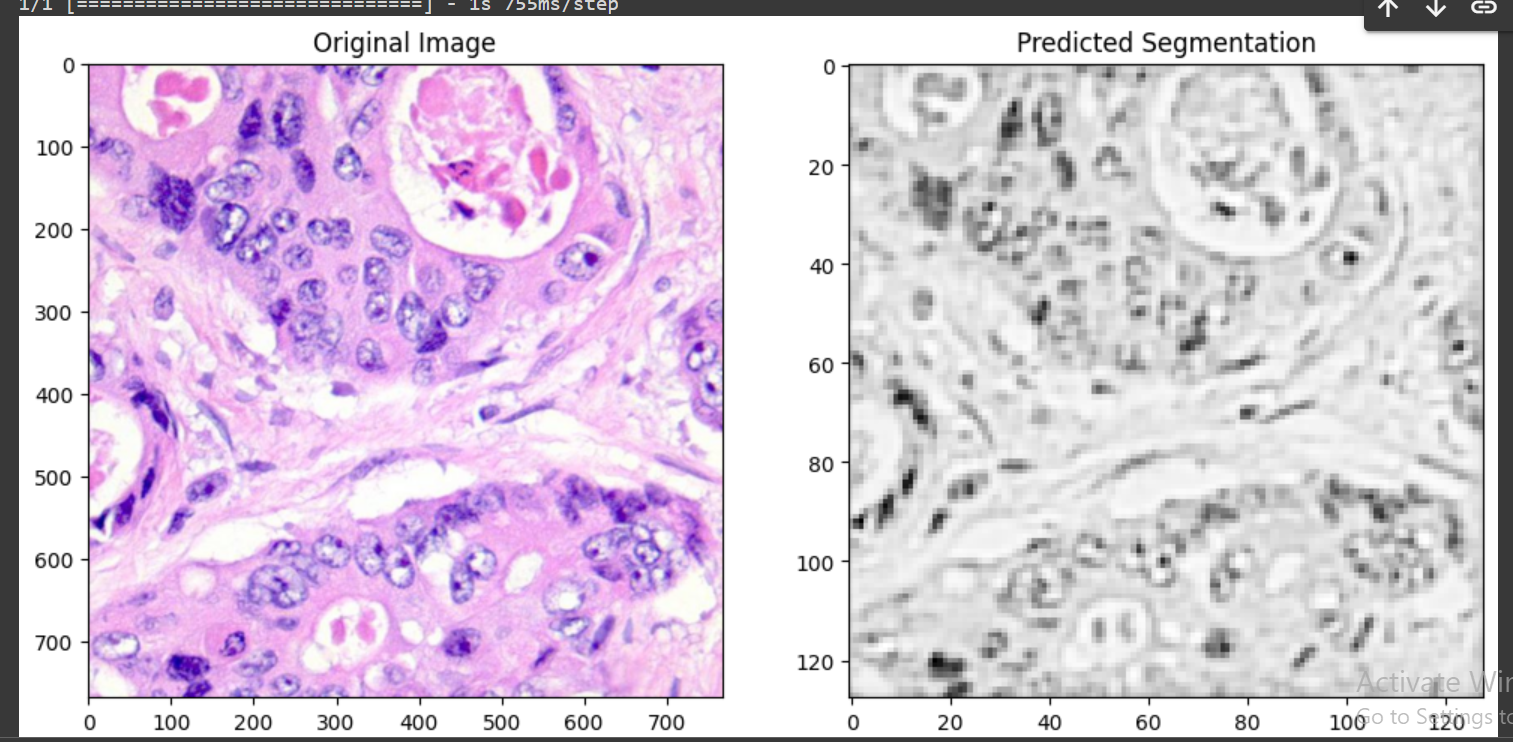 1/1 [==============================] - 1s 755ms/step
Original Image
Predicted Segmentation
0
100
200
300
400
500
600
700
0 100 200 300 400 500 600 700
0
20
40
60
80
100
120
0 20 40 60 80 100 120
Activate Win
Go to Settings to